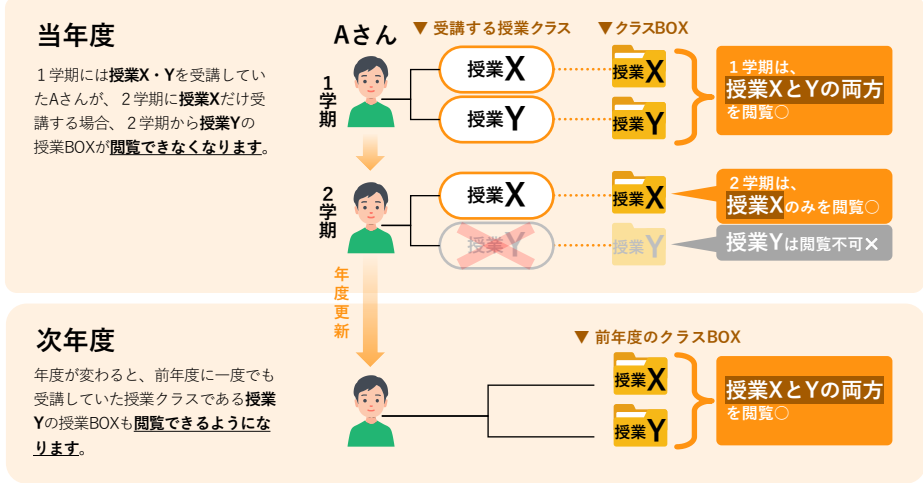 当年度
１学期には授業X・Yを受講してい
たAさんが、２学期に授業Xだけ受
講する場合、２学期から授業Yの
授業BOXが閲覧できなくなります。
Aさん
▼ 受講する授業クラス
▼クラスBOX
１学期
授業X
授業Y
授業X
授業Y
１学期は、
授業XとYの両方
を閲覧○
２学期
授業X
授業Y
授業X
授業Y
２学期は、
授業Xのみを閲覧○
授業Yは閲覧不可×
年度更新
次年度
年度が変わると、前年度に一度でも
受講していた授業クラスである授業
Yの授業BOXも閲覧できるようにな
ります。
▼ 前年度のクラスBOX
授業X
授業Y
授業XとYの両方
を閲覧○